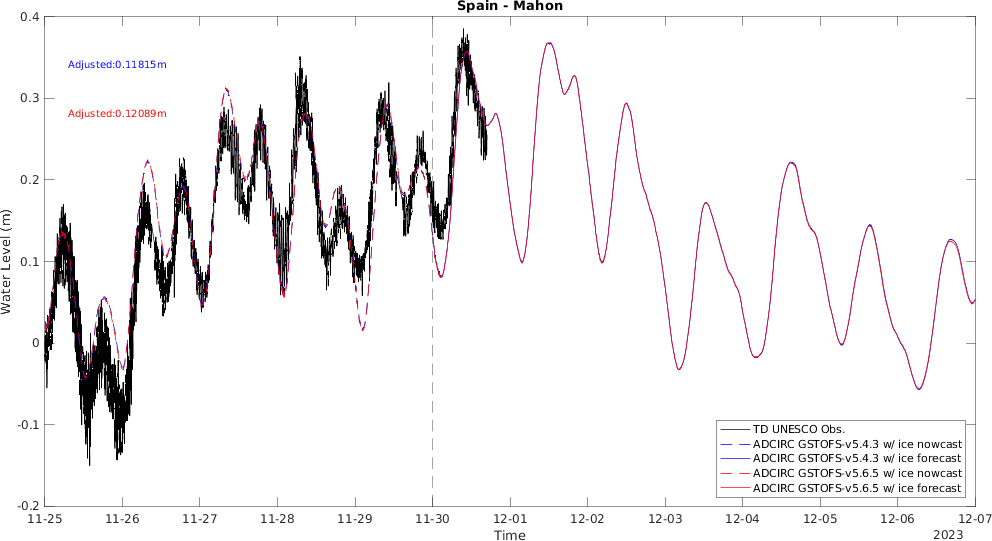 Spain - Mahon
0.4
0.3
0.2
0.1
0
-0.1
-0.2
Water Level (m)
Adjusted:0.11815m
Adjusted:0.12089m
TD UNESCO Obs.
ADCIRC GSTOFS-v5.4.3 w/ ice nowcast
ADCIRC GSTOFS-v5.4.3 w/ ice forecast
ADCIRC GSTOFS-v5.6.5 w/ ice nowcast
ADCIRC GSTOFS-v5.6.5 w/ ice forecast
11-25 11-26 11-27 11-28 11-29 11-30 12-01 12-02 12-03 12-04 12-05 12-06 12-07
Time
2023